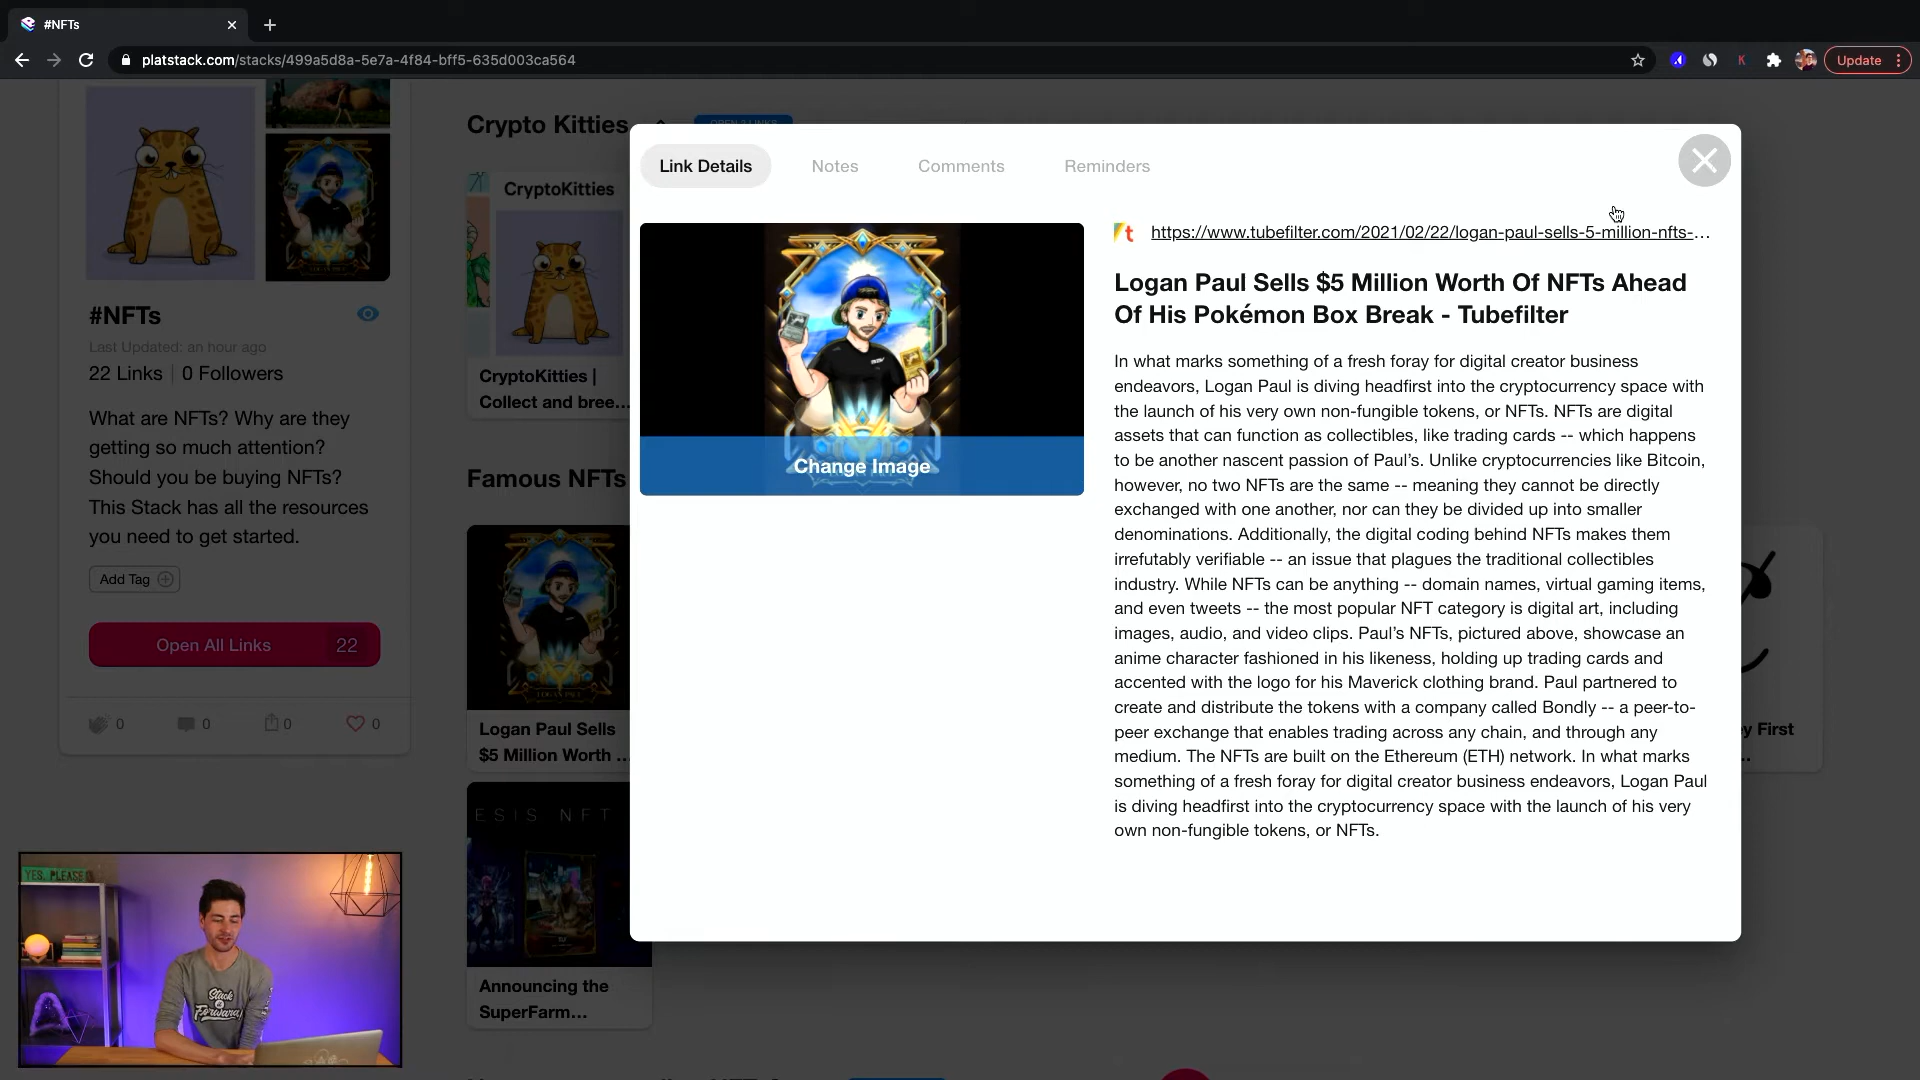 #NFTs
platstack.com/stacks/499a5d8a-5e7a-4f84-bff5-635d003ca564
K
Update
#NFTs
Last Updated: an hour ago
22 Links
0 Followers
What are NFTs? Why are they
getting so much attention?
Should you be buying NFTs?
This Stack has all the resources
you need to get started.
Add Tag
Open All Links
22
0
0
0
0
Crypto Kitties
OPEN 2 LINKS
CryptoKitties
CryptoKitties |
Collect and bree...
Famous NFTs
LOGAN PAUL
Logan Paul Sells
$5 Million Worth ...
ESIS NFT
Announcing the
SuperFarm...
Link Details
Notes
Comments
Reminders
Change Image
t
https://www.tubefilter.com/2021/02/22/logan-paul-sells-5-million-nfts-...
Logan Paul Sells $5 Million Worth Of NFTs Ahead
Of His Pokémon Box Break - Tubefilter
In what marks something of a fresh foray for digital creator business
endeavors, Logan Paul is diving headfirst into the cryptocurrency space with
the launch of his very own non-fungible tokens, or NFTs. NFTs are digital
assets that can function as collectibles, like trading cards -- which happens
to be another nascent passion of Paul's. Unlike cryptocurrencies like Bitcoin,
however, no two NFTs are the same -- meaning they cannot be directly
exchanged with one another, nor can they be divided up into smaller
denominations. Additionally, the digital coding behind NFTs makes them
irrefutably verifiable -- an issue that plagues the traditional collectibles
industry. While NFTs can be anything -- domain names, virtual gaming items,
and even tweets -- the most popular NFT category is digital art, including
images, audio, and video clips. Paul's NFTs, pictured above, showcase an
anime character fashioned in his likeness, holding up trading cards and
accented with the logo for his Maverick clothing brand. Paul partnered to
create and distribute the tokens with a company called Bondly -- a peer-to-
peer exchange that enables trading across any chain, and through any
medium. The NFTs are built on the Ethereum (ETH) network. In what marks
something of a fresh foray for digital creator business endeavors, Logan Paul
is diving headfirst into the cryptocurrency space with the launch of his very
own non-fungible tokens, or NFTs.
y First
...
YES, PLEASE
Stack
&
Forward